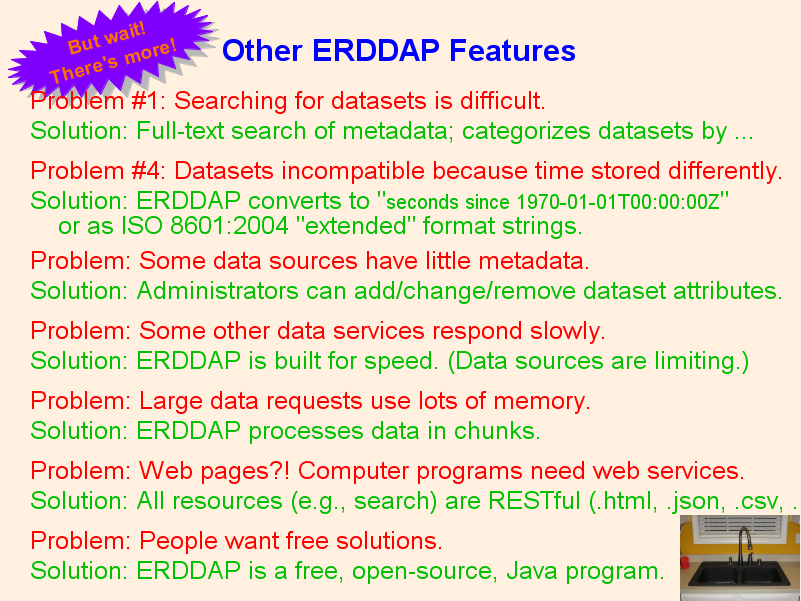 But wait!
There's more!
Other ERDDAP Features
Problem #1: Searching for datasets is difficult.
Solution: Full-text search of metadata; categorizes datasets by ...
Problem #4: Datasets incompatible because time stored differently.
Solution: ERDDAP converts to "seconds since 1970-01-01T00:00:00Z"
or as ISO 8601:2004 "extended" format strings.
Problem: Some data sources have little metadata.
Solution: Administrators can add/change/remove dataset attributes.
Problem: Some other data services respond slowly.
Solution: ERDDAP is built for speed. (Data sources are limiting.)
Problem: Large data requests use lots of memory.
Solution: ERDDAP processes data in chunks.
Problem: Web pages?! Computer programs need web services.
Solution: All resources (e.g., search) are RESTful (.html, .json, .csv, .
Problem: People want free solutions.
Solution: ERDDAP is a free, open-source, Java program.